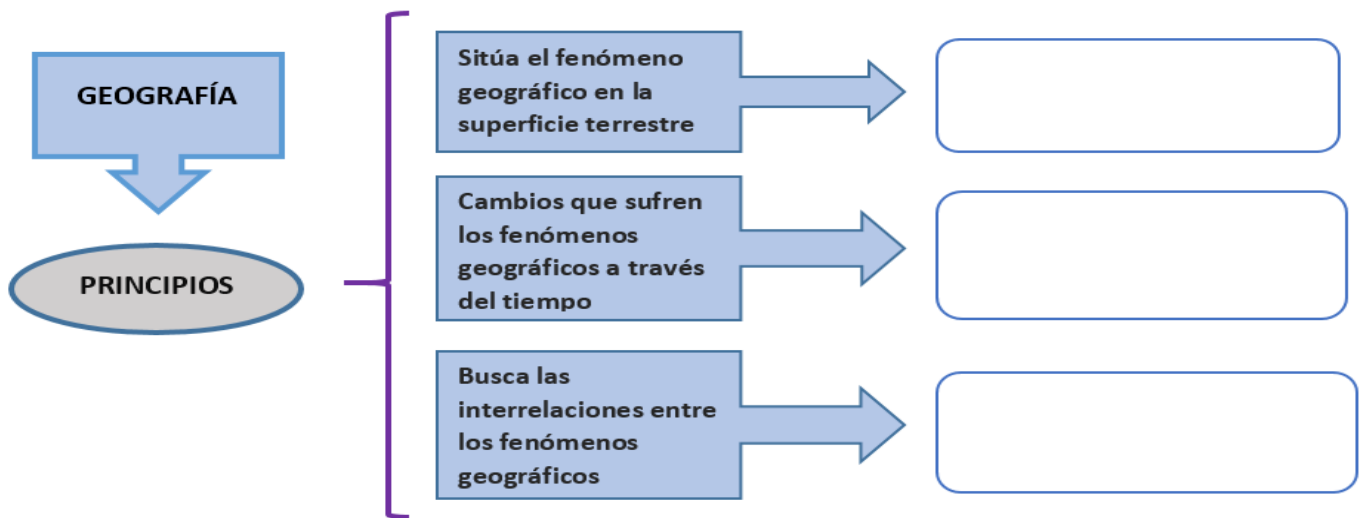 GEOGRAFÍA
PRINCIPIOS
Sitúa el fenómeno
geográfico en la
superficie terrestre
Cambios que sufren
los fenómenos
geográficos a través
del tiempo
Busca las
interrelaciones entre
los fenómenos
geográficos